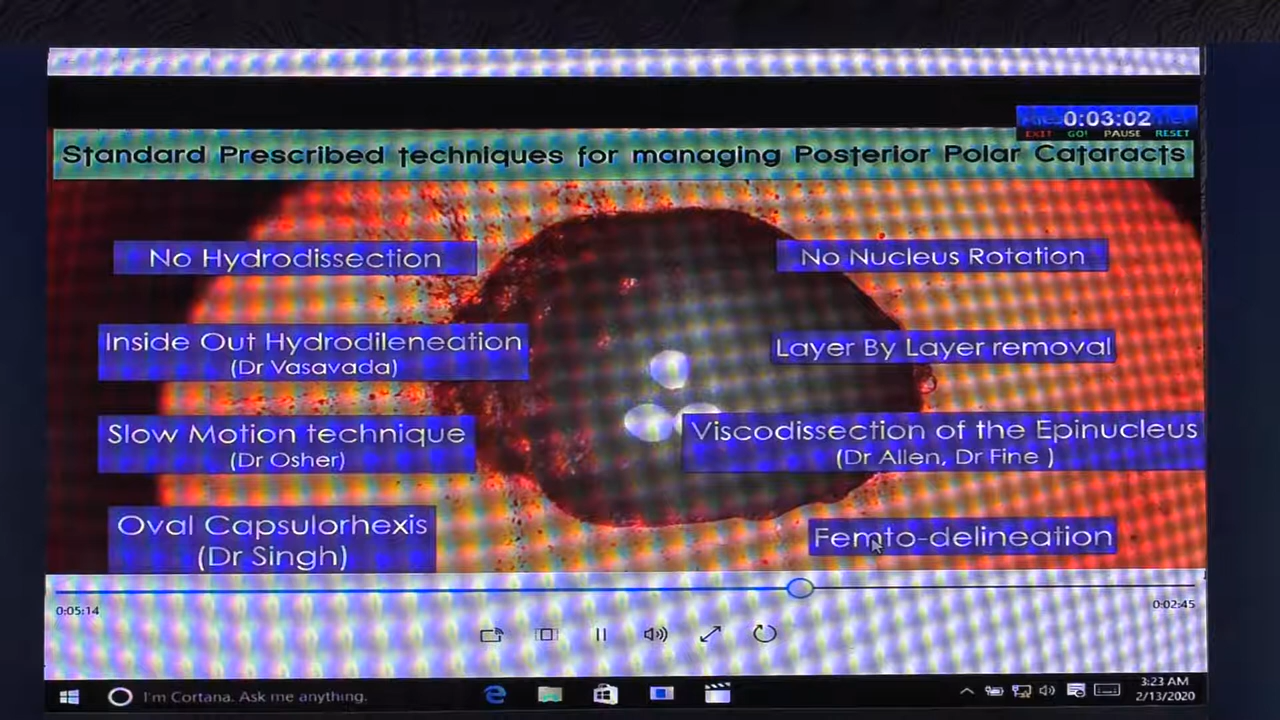 0:03:02
EXIT GO! PAUSE RESET
Standard Prescribed techniques for managing Posterior Polar Cataracts
No Hydrodissection
No Nucleus Rotation
Inside Out Hydrodileneation
(Dr Vasavada)
Layer By Layer removal
Slow Motion technique
(Dr Osher)
Viscodissection of the Epinucleus
(Dr Allen, Dr Fine )
Oval Capsulorhexis
(Dr Singh)
Femto-delineation
0:05:14
0:02:45
I'm Cortana. Ask me anything.
3:23 AM
2/13/2020